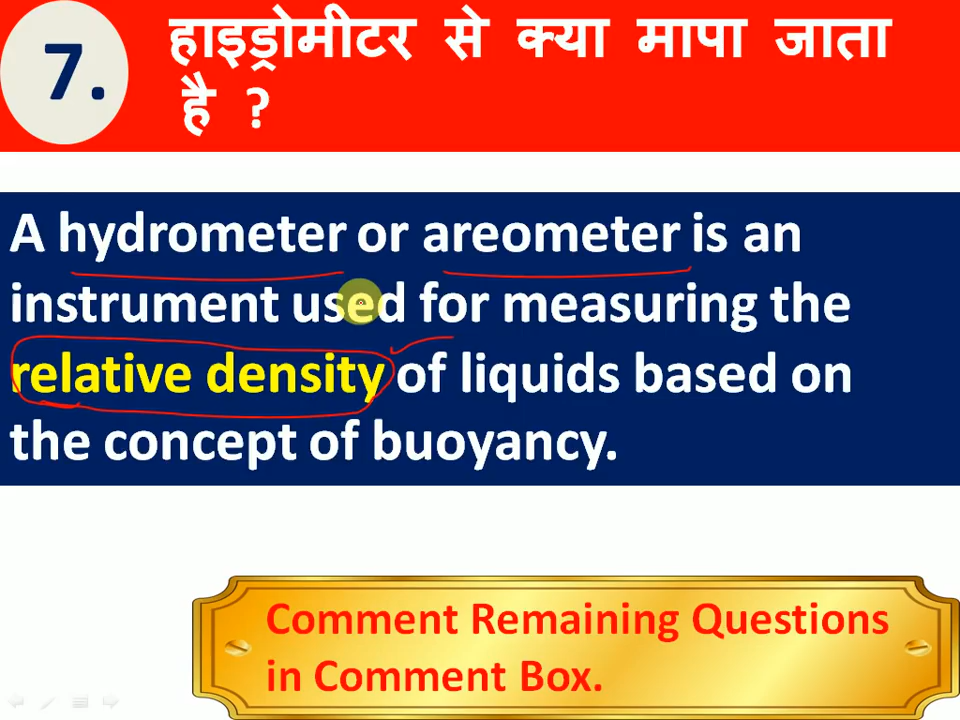 7.
हाइड्रोमीटर से क्या मापा जाता
है ?
A hydrometer or areometer is an
instrument used for measuring the
relative density of liquids based on
the concept of buoyancy.
Comment Remaining Questions
in Comment Box.